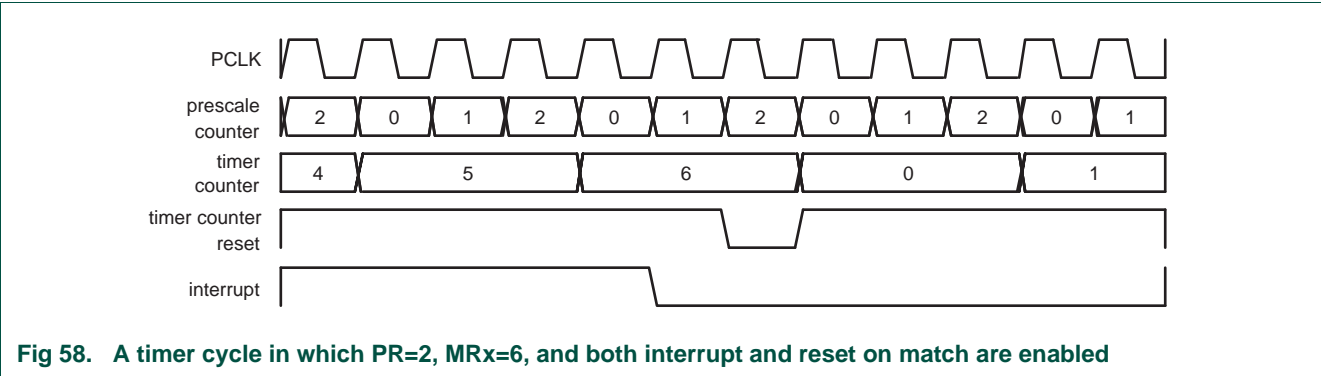 PCLK
prescale
counter
2 0 1 2 0 1 2 0 1 2 0 1
timer
counter
4 5 6 0 1
timer counter
reset
interrupt
Fig 58. A timer cycle in which PR=2, MRx=6, and both interrupt and reset on match are enabled